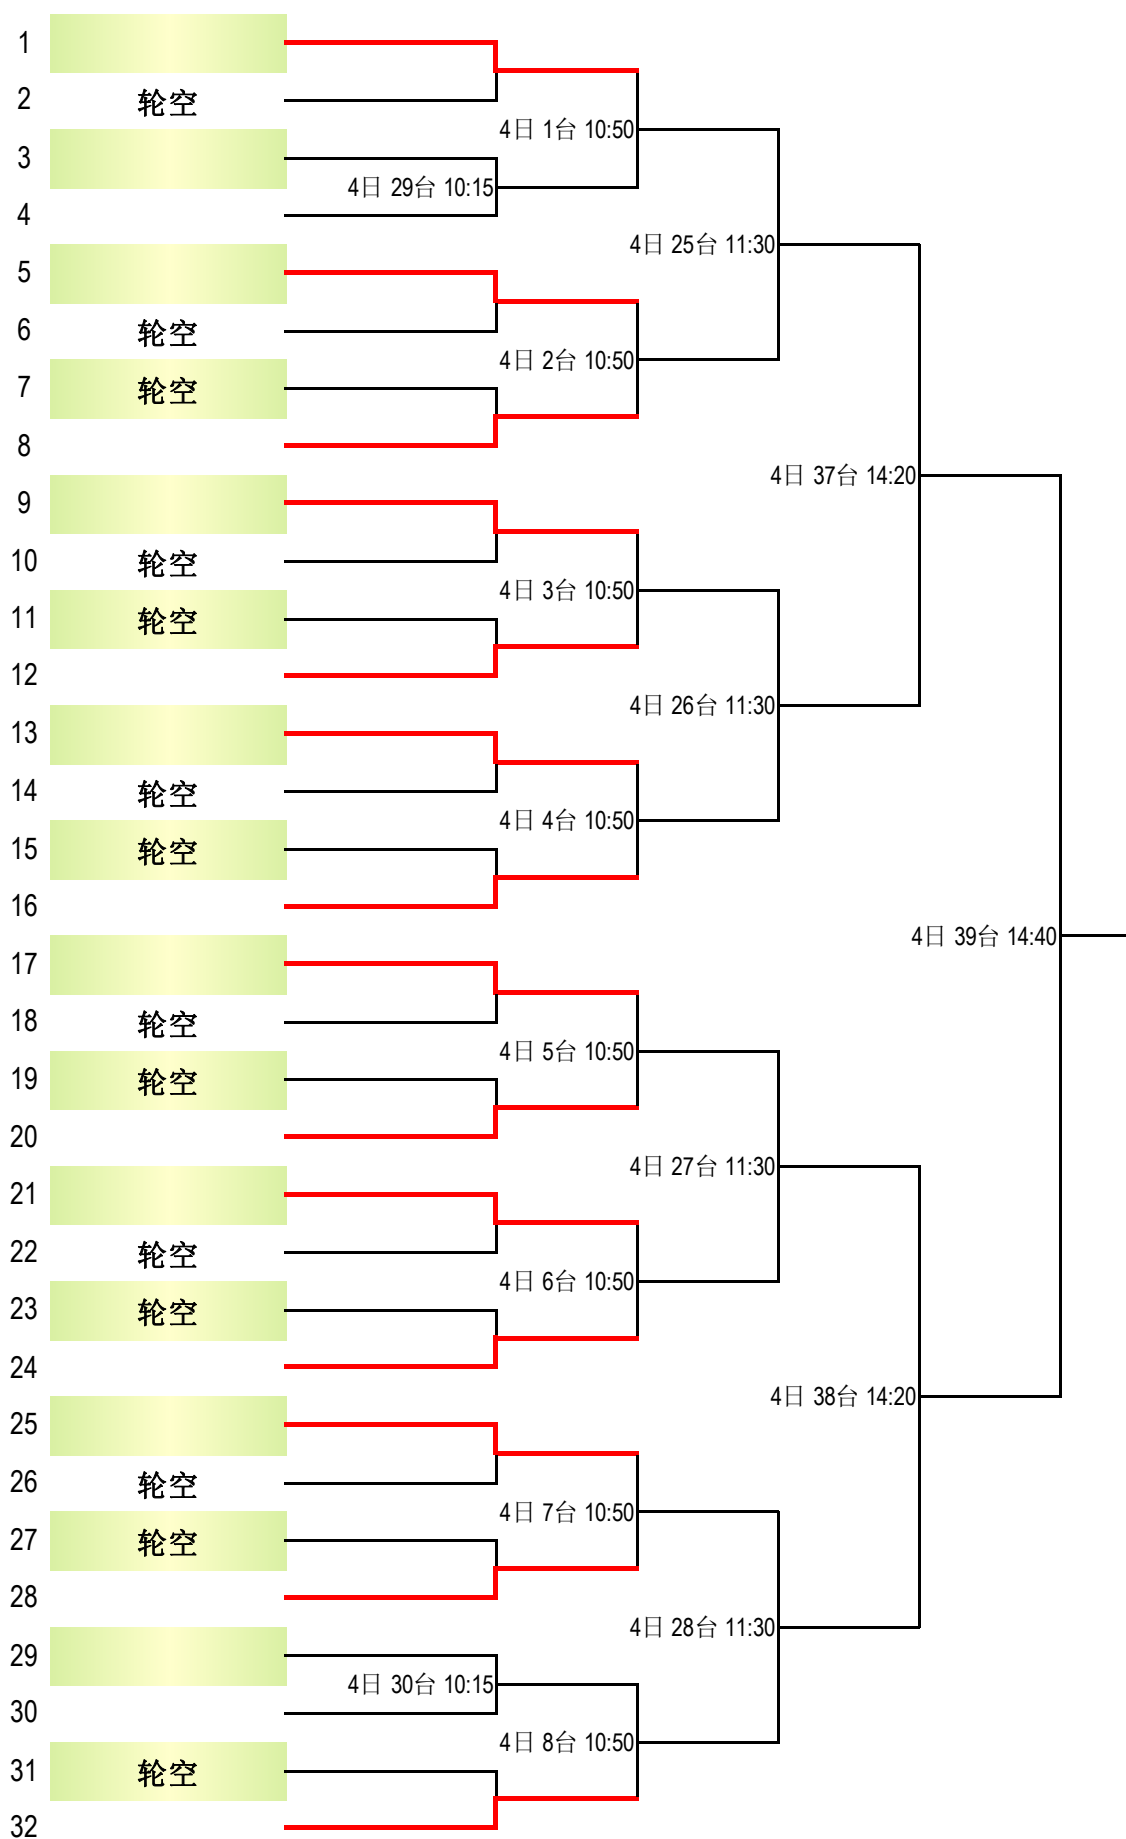 1
2 轮空
4日 1台 10:50
3
4日 29台 10:15
4
4日 25台 11:30
5
6 轮空
4日 2台 10:50
7 轮空
8
4日 37台 14:20
9
10 轮空
4日 3台 10:50
11 轮空
12
4日 26台 11:30
13
14 轮空
4日 4台 10:50
15 轮空
16
4日 39台 14:40
17
18 轮空
4日 5台 10:50
19 轮空
20
4日 27台 11:30
21
22 轮空
4日 6台 10:50
23 轮空
24
4日 38台 14:20
25
26 轮空
4日 7台 10:50
27 轮空
28
4日 28台 11:30
29
4日 30台 10:15
30
4日 8台 10:50
31 轮空
32